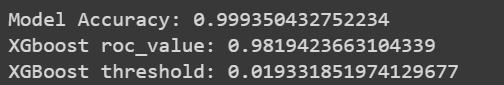 Model Accuracy: 0.999350432752234
XGboost roc_value: 0.9819423663104339
XGBoost threshold: 0.019331851974129677